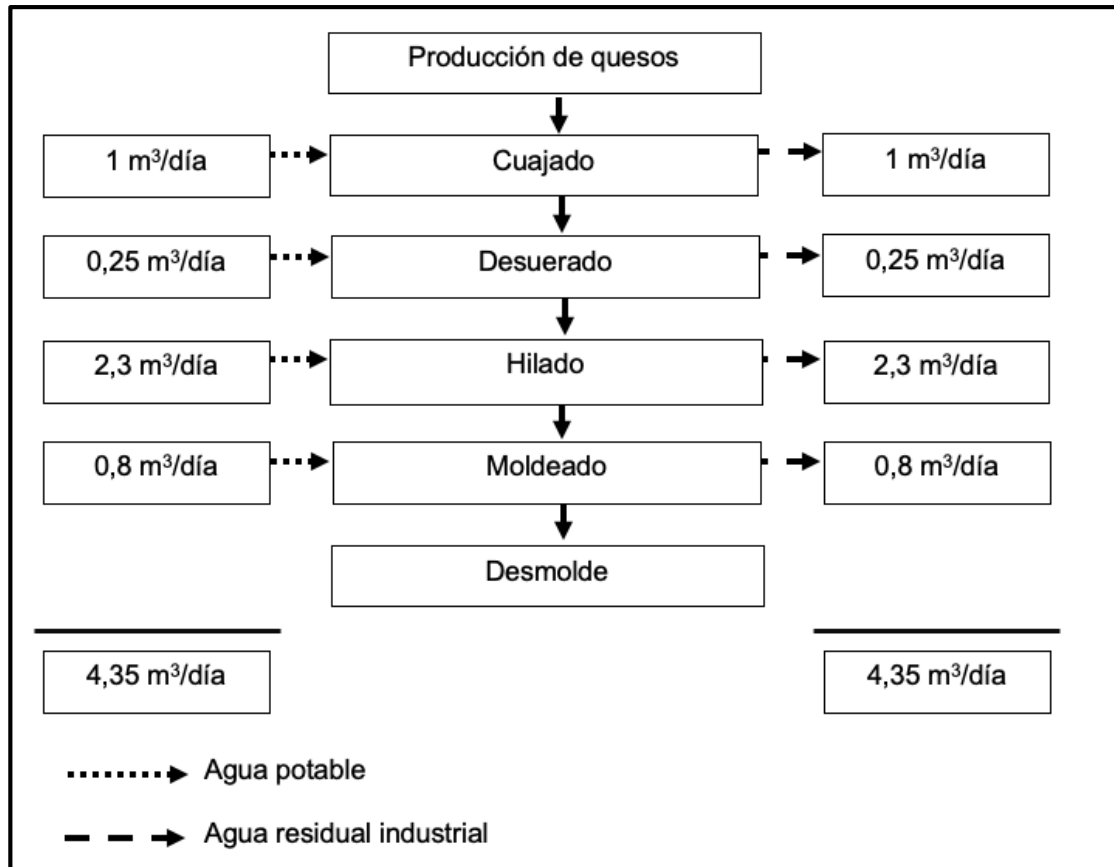 Producción de quesos
1 m³/día
Cuajado
1 m³/día
0,25 m³/día
Desuerado
0,25 m³/día
2,3 m³/día
Hilado
2,3 m³/día
0,8 m³/día
Moldeado
0,8 m³/día
Desmolde
4,35 m³/día
4,35 m³/día
Agua potable
Agua residual industrial